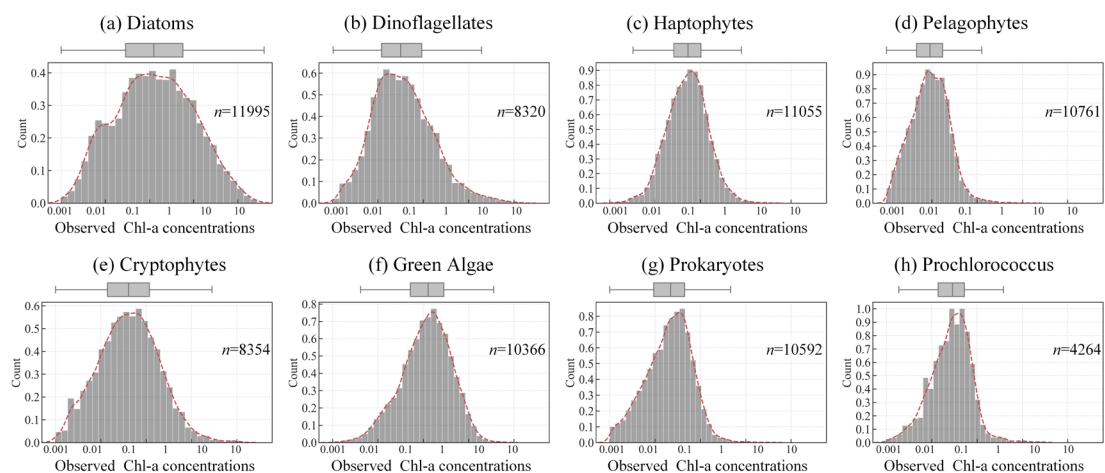 (a) Diatoms
0.4
0.3
0.2
0.1
0.0
Count
n=11995
0.001 0.01 0.1 1 10 10
Observed Chl-a concentrations
(b) Dinoflagellates
0.6
0.5
0.4
0.3
0.2
0.1
0.0
Count
n=8320
0.001 0.01 0.1 10 10
Observed Chl-a concentrations
(c) Haptophytes
0.9
0.8
0.7
0.6
0.5
0.4
0.3
0.2
0.1
0.0
Count
n=11055
0.001 0.01 0.1 10 10
Observed Chl-a concentrations
(d) Pelagophytes
0.9
0.8
0.7
0.6
0.5
0.4
0.3
0.2
0.1
0.0
Count
n=10761
0.001 0.01 0.1 1 10
Observed Chl-a concentrations
(e) Cryptophytes
0.6
0.5
0.4
0.3
0.2
0.1
0.0
Count
n=8354
0.001 0.01 0.1 1 10 10
Observed Chl-a concentrations
(f) Green Algae
0.8
0.7
0.6
0.5
0.4
0.3
0.2
0.1
0.0
Count
n=10366
0.001 0.01 0.1 1 10
Observed Chl-a concentrations
(g) Prokaryotes
0.8
0.7
0.6
0.5
0.4
0.3
0.2
0.1
0.0
Count
n=10592
0.001 0.01 0.1 1 10
Observed Chl-a concentrations
(h) Prochlorococcus
1.0
0.9
0.8
0.7
0.6
0.5
0.4
0.3
0.2
0.1
0.0
Count
n=4264
0.001 0.01 0.1 1 10
Observed Chl-a concentrations